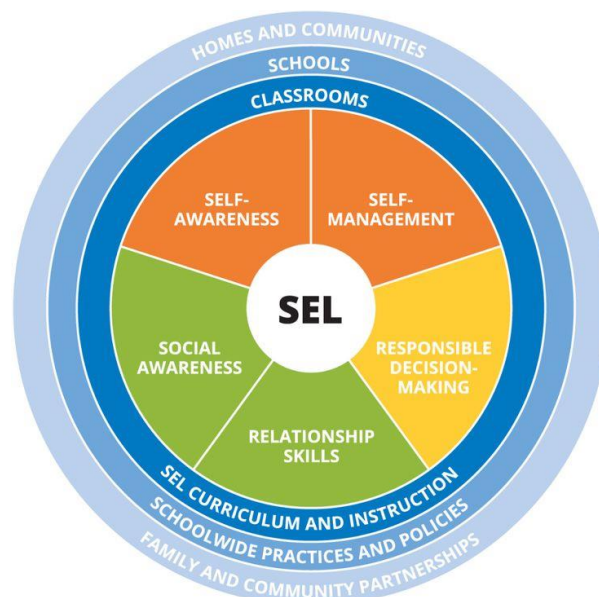 HOMES AND COMMUNITIES
SCHOOLS
CLASSROOMS
SELF-
AWARENESS
SELF-
MANAGEMENT
SEL
SOCIAL
AWARENESS
RESPONSIBLE
DECISION-
MAKING
RELATIONSHIP
SKILLS
SEL CURRICULUM AND INSTRUCTION
SCHOOLWIDE PRACTICES AND POLICIES
FAMILY AND COMMUNITY PARTNERSHIPS